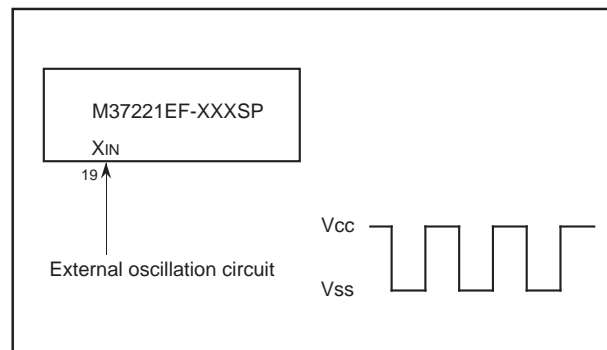 M37221EF-XXXSP
XIN
19
External oscillation circuit
Vcc
Vss